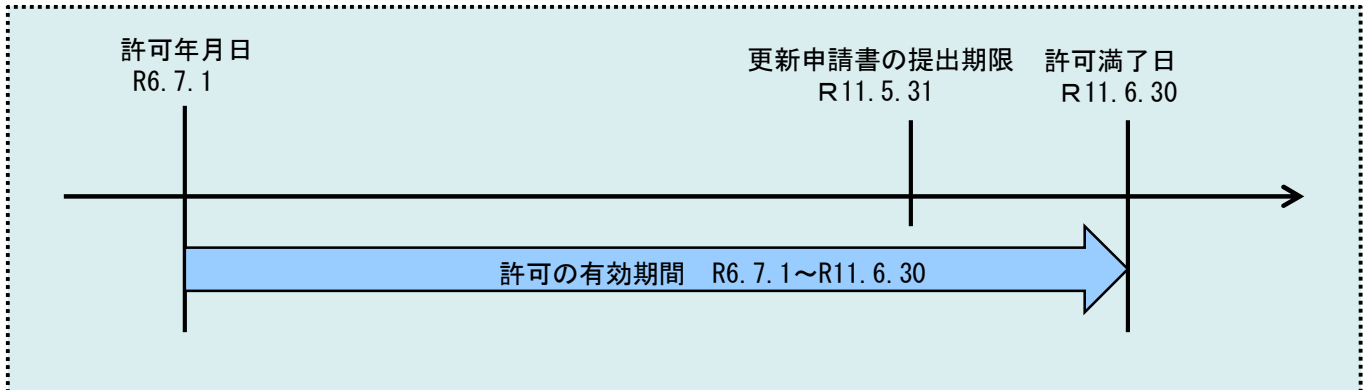 許可年月日
R6.7.1
更新申請書の提出期限
Ｒ11.5.31
許可満了日
Ｒ11.6.30
許可の有効期間　R6.7.1～R11.6.30